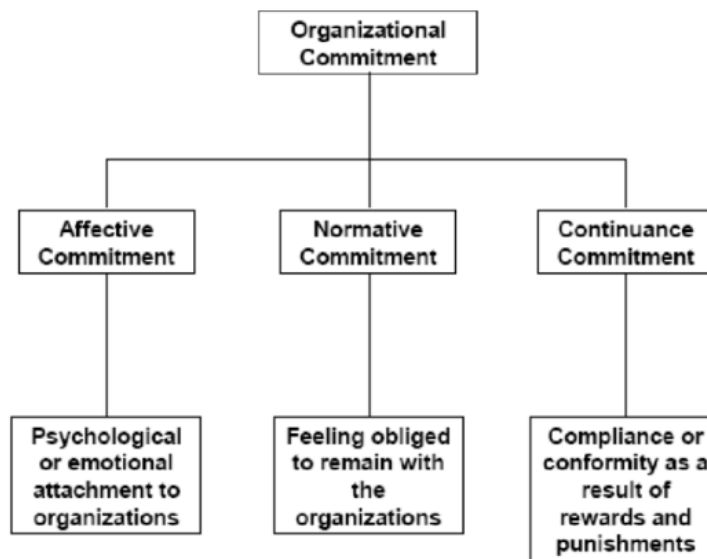 Organizational
Commitment
Affective
Commitment
Normative
Commitment
Continuance
Commitment
Psychological
or emotional
attachment to
organizations
Feeling obliged
to remain with
the
organizations
Compliance or
conformity as a
result of
rewards and
punishments